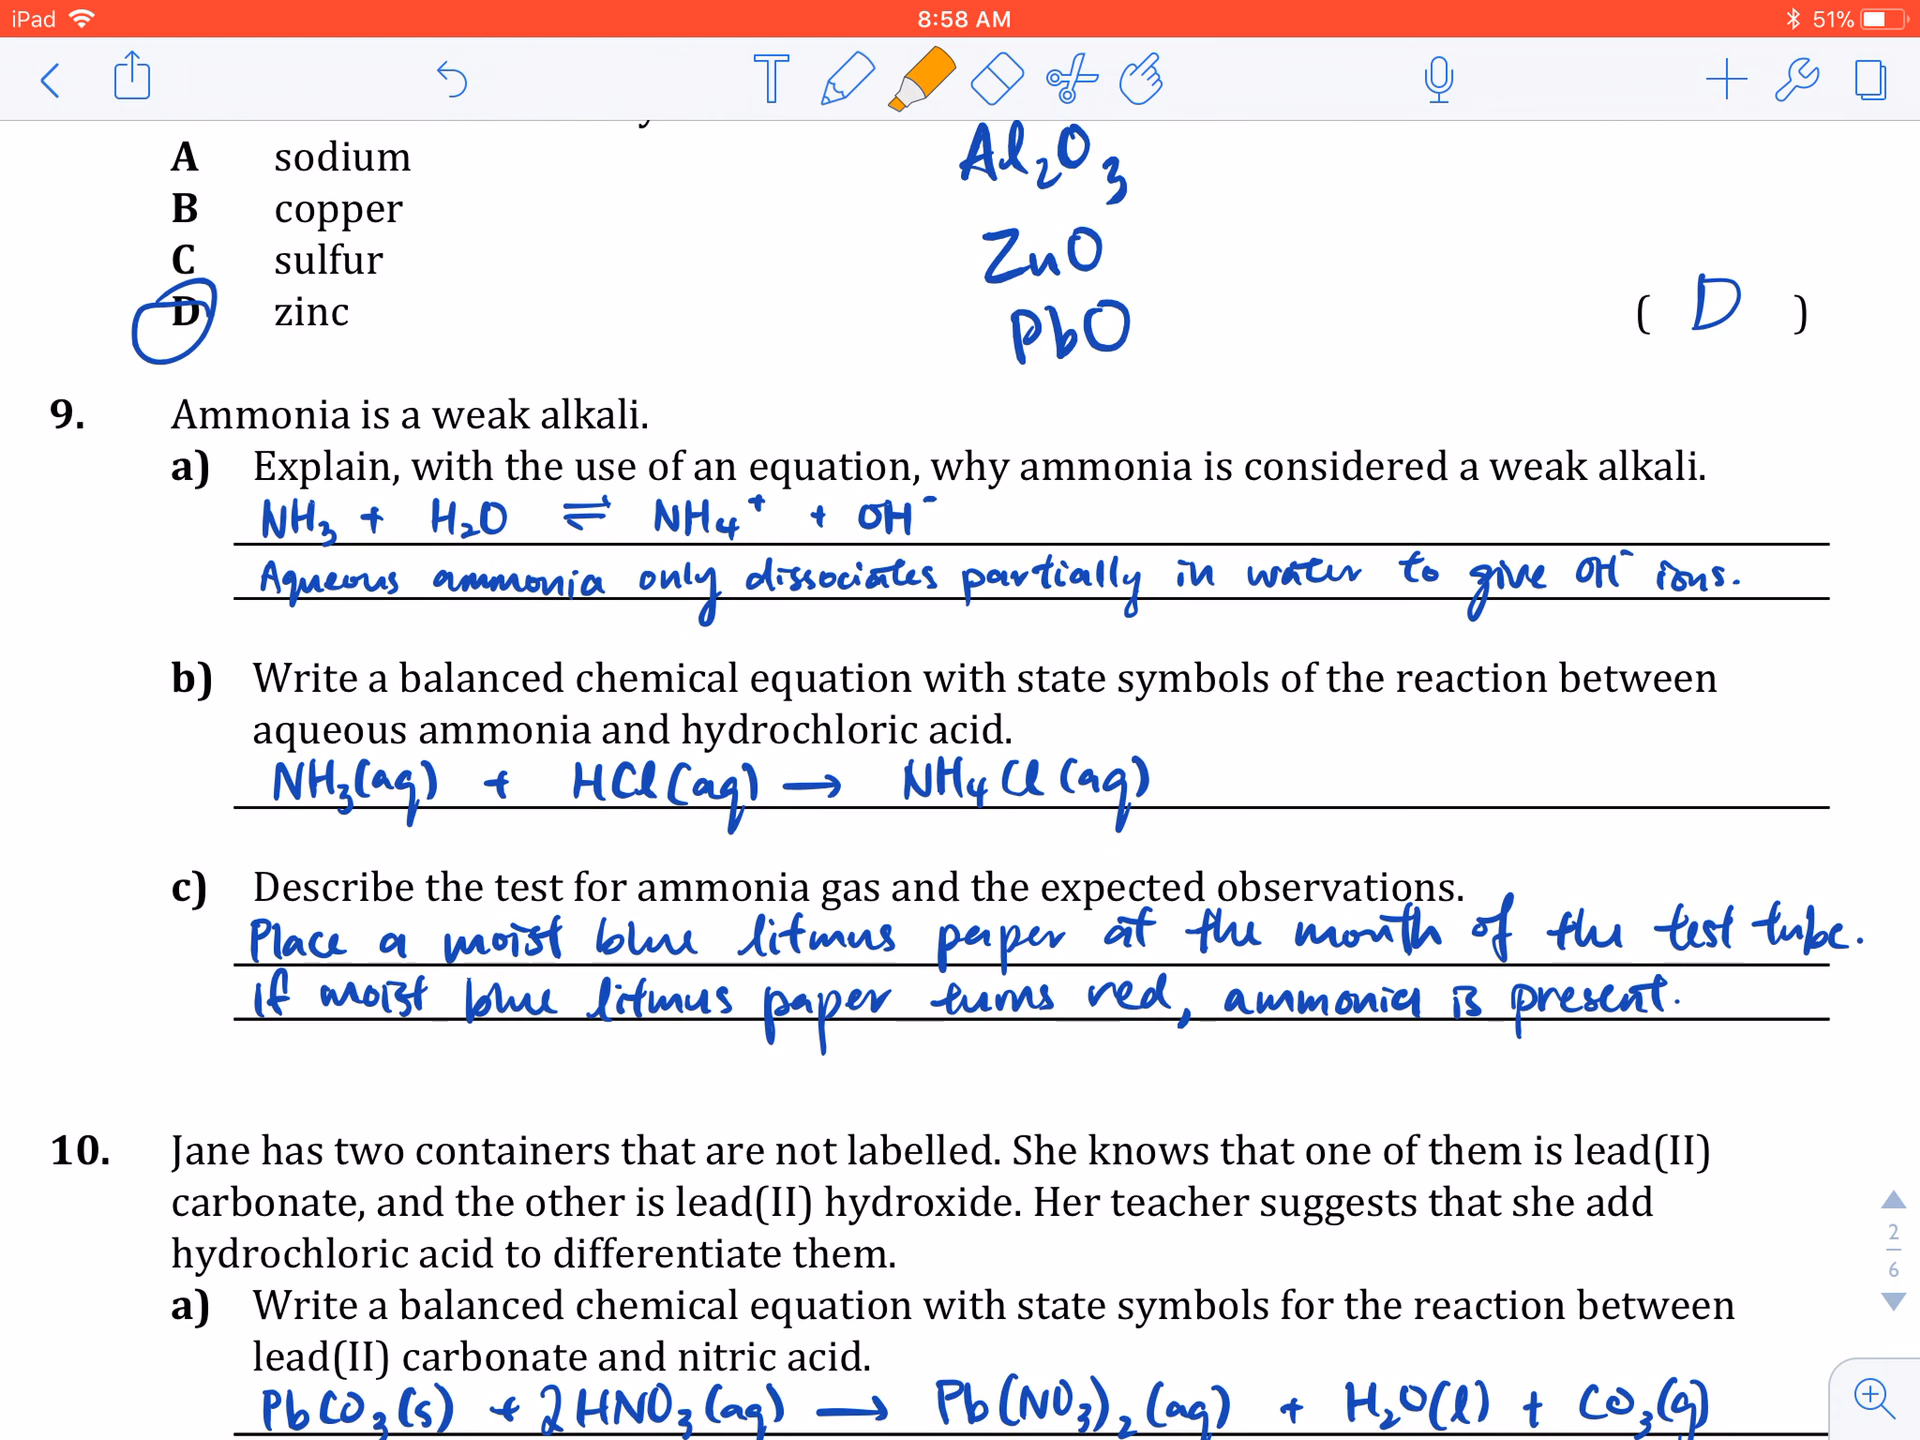 iPad 8:58 AM 51%
T
A sodium Al₂O₃
B copper
C sulfur ZnO
D zinc PbO ( D )
9. Ammonia is a weak alkali.
a) Explain, with the use of an equation, why ammonia is considered a weak alkali.
NH₃ + H₂O ⇌ NH₄⁺ + OH⁻
Aqueous ammonia only dissociates partially in water to give OH⁻ ions.
b) Write a balanced chemical equation with state symbols of the reaction between
aqueous ammonia and hydrochloric acid.
NH₃(aq) + HCl(aq) → NH₄Cl(aq)
c) Describe the test for ammonia gas and the expected observations.
Place a moist blue litmus paper at the mouth of the test tube.
If moist blue litmus paper turns red, ammonia is present.
10. Jane has two containers that are not labelled. She knows that one of them is lead(II)
carbonate, and the other is lead(II) hydroxide. Her teacher suggests that she add
hydrochloric acid to differentiate them.
2
6
a) Write a balanced chemical equation with state symbols for the reaction between
lead(II) carbonate and nitric acid.
PbCO₃(s) + 2HNO₃(aq) → Pb(NO₃)₂(aq) + H₂O(l) + CO₃(g)